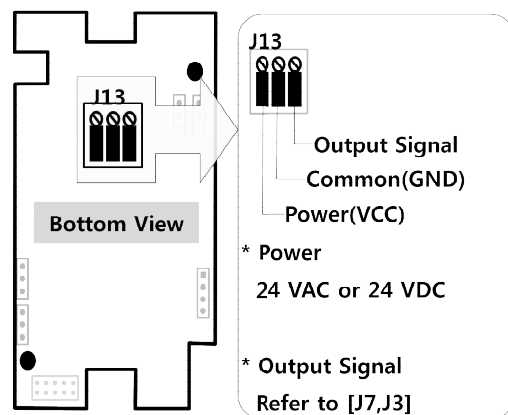 J13
Bottom View
J13
Output Signal
Common(GND)
Power(VCC)
* Power
24 VAC or 24 VDC
* Output Signal
Refer to [J7,J3]